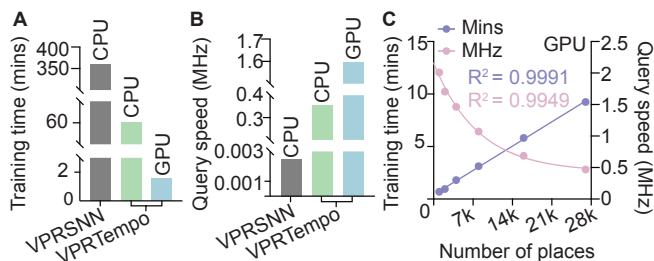 A
Training time (mins)
400
350
60
2
0
CPU
CPU
GPU
VPRSNN
VPRTempo
B
Query speed (MHz)
1.7
1.6
0.4
0.3
0.003
0.001
CPU
CPU
GPU
VPRSNN
VPRTempo
C
Mins
MHz
GPU
R² = 0.9991
R² = 0.9949
Training time (mins)
15
10
5
0
Query speed (MHz)
2.5
2
1.5
1
0.5
0
0
7k
14k
21k
28k
Number of places